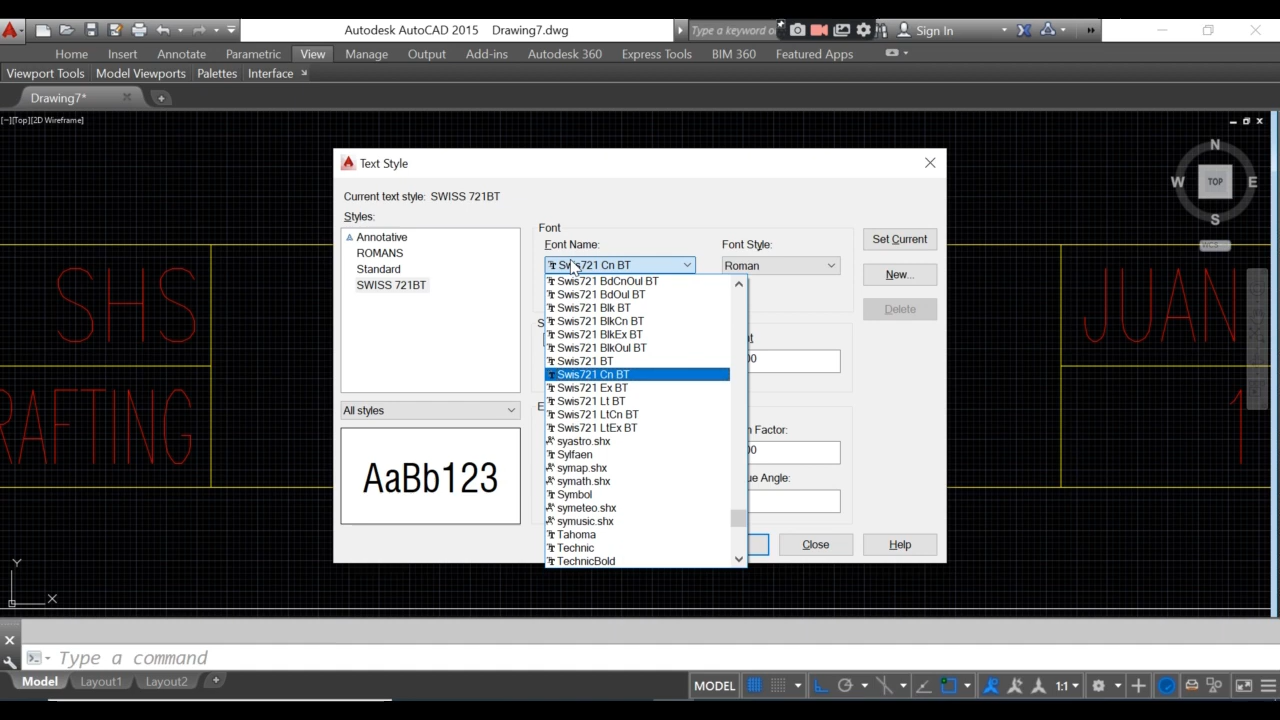 Autodesk AutoCAD 2015 Drawing7.dwg
Type a keyword o
Sign In
Home Insert Annotate Parametric View Manage Output Add-ins Autodesk 360 Express Tools BIM 360 Featured Apps
Viewport Tools Model Viewports Palettes Interface
Drawing7*
[−][Top][2D Wireframe]
N
W TOP E
S
WCS
SHS
RAFTING
JUAN
1
Text Style
Current text style: SWISS 721BT
Styles:
Annotative
ROMANS
Standard
SWISS 721BT
All styles
AaBb123
Font
Font Name:
Swis721 Cn BT
Font Style:
Roman
Swis721 BdCnOul BT
Swis721 BdOul BT
Swis721 Blk BT
Swis721 BlkCn BT
Swis721 BlkEx BT
Swis721 BlkOul BT
Swis721 BT
Swis721 Cn BT
Swis721 Ex BT
Swis721 Lt BT
Swis721 LtCn BT
Swis721 LtEx BT
syastro.shx
Sylfaen
symap.shx
symath.shx
Symbol
symeteo.shx
symusic.shx
Tahoma
Technic
TechnicBold
Set Current
New...
Delete
Factor:
Angle:
Close
Help
Y
X
Type a command
Model Layout1 Layout2
MODEL
1:1